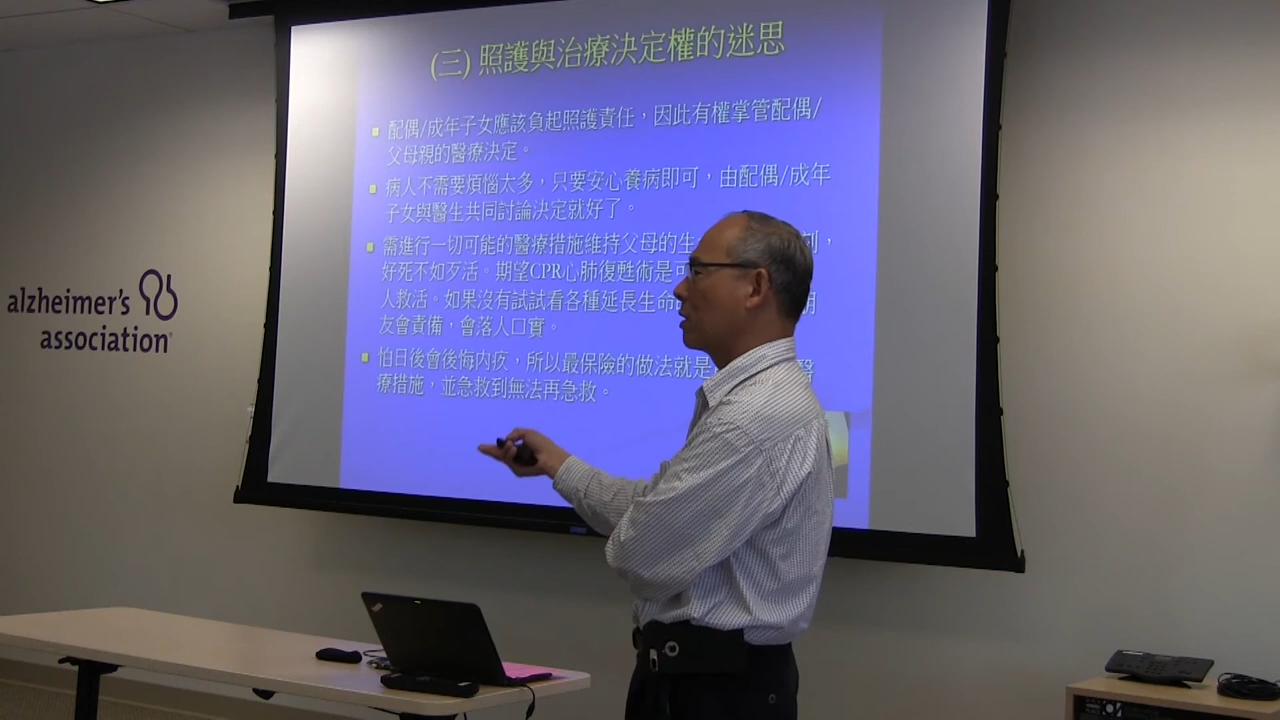 (三) 照護與治療決定權的迷思
配偶/成年子女應該負起照護責任，因此有權掌管配偶/
父母親的醫療決定。
病人不需要煩惱太多，只要安心養病即可，由配偶/成年
子女與醫生共同討論決定就好了。
需進行一切可能的醫療措施維持父母的生 刻，
好死不如歹活。期望CPR心肺復甦術是可
人救活。如果沒有試試看各種延長生命 朋
友會責備，會落人口實。
怕日後會後悔內疚，所以最保險的做法就是 醫
療措施，並急救到無法再急救。
alzheimer's
association